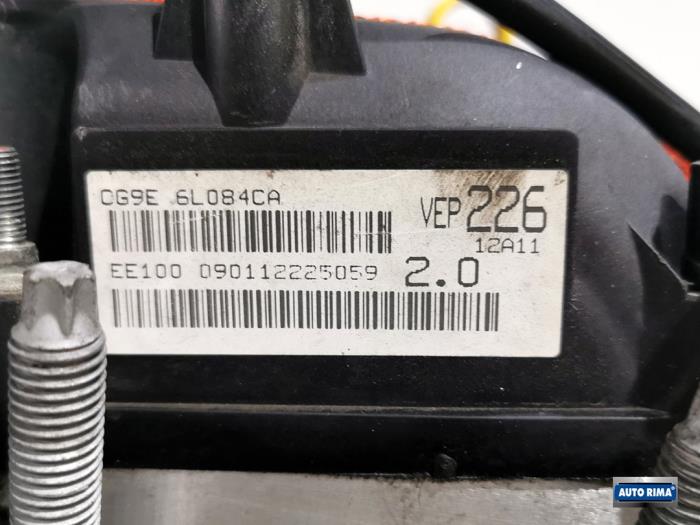 CG9E 6L084CA
VEP 226
12A11
EE100 090112225059 2.0
AUTO RIMA